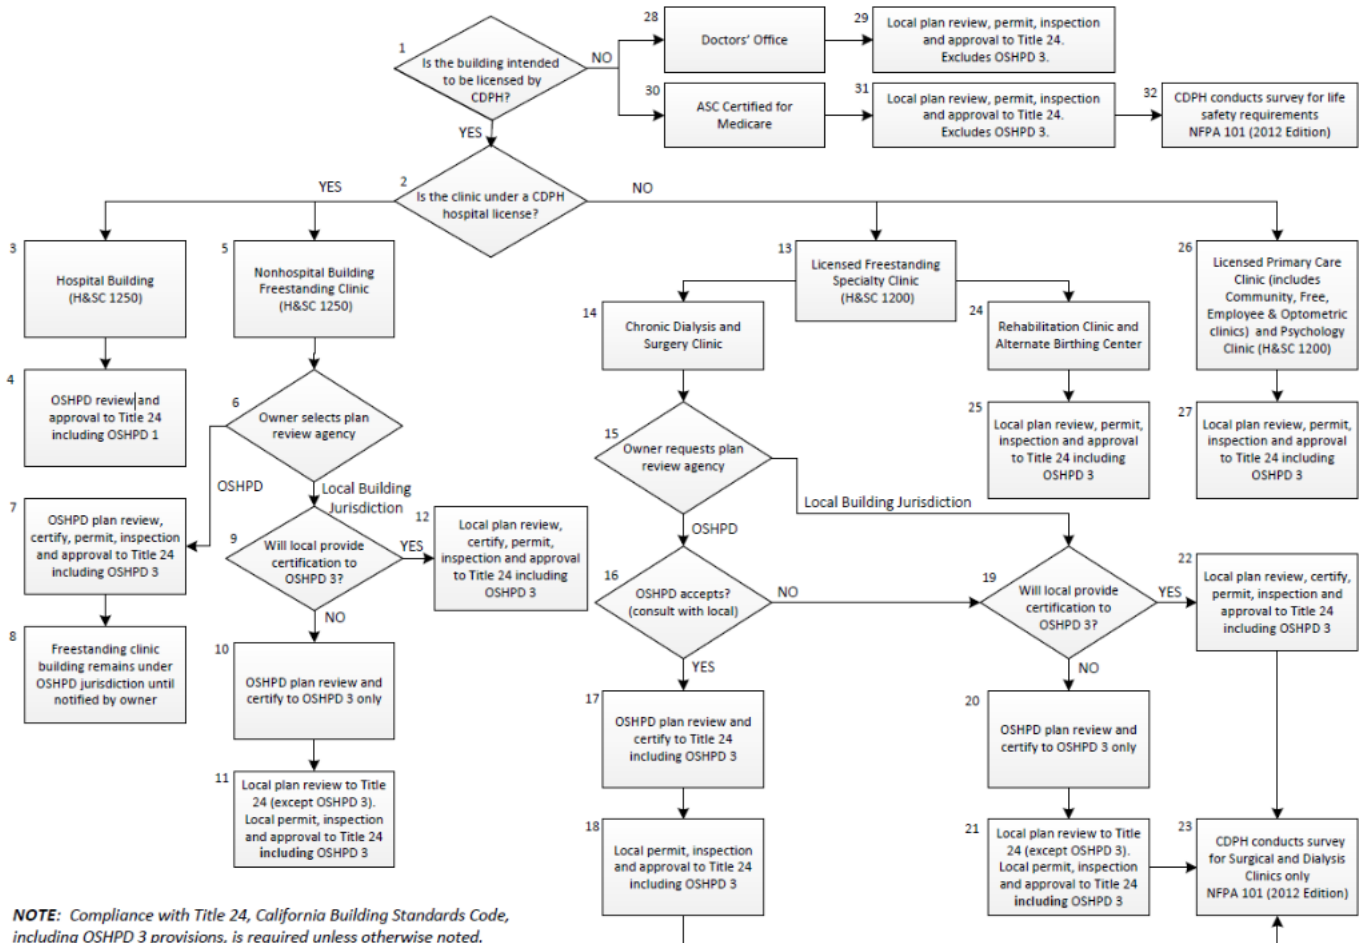 1
Is the building intended
to be licensed by
CDPH?
NO
YES
28
Doctors' Office
29
Local plan review, permit, inspection
and approval to Title 24.
Excludes OSHPD 3.
30
ASC Certified for
Medicare
31
Local plan review, permit, inspection
and approval to Title 24.
Excludes OSHPD 3.
32
CDPH conducts survey for life
safety requirements
NFPA 101 (2012 Edition)
2
Is the clinic under a CDPH
hospital license?
YES
NO
3
Hospital Building
(H&SC 1250)
4
OSHPD review and
approval to Title 24
including OSHPD 1
5
Nonhospital Building
Freestanding Clinic
(H&SC 1250)
6
Owner selects plan
review agency
OSHPD
Local Building
Jurisdiction
7
OSHPD plan review,
certify, permit, inspection
and approval to Title 24
including OSHPD 3
8
Freestanding clinic
building remains under
OSHPD jurisdiction until
notified by owner
9
Will local provide
certification to
OSHPD 3?
YES
NO
10
OSHPD plan review and
certify to OSHPD 3 only
11
Local plan review to Title
24 (except OSHPD 3).
Local permit, inspection
and approval to Title 24
including OSHPD 3
12
Local plan review,
certify, permit,
inspection and approval
to Title 24 including
OSHPD 3
13
Licensed Freestanding
Specialty Clinic
(H&SC 1200)
14
Chronic Dialysis and
Surgery Clinic
15
Owner requests plan
review agency
OSHPD
Local Building Jurisdiction
16
OSHPD accepts?
(consult with local)
NO
YES
17
OSHPD plan review and
certify to Title 24
including OSHPD 3
18
Local permit, inspection
and approval to Title 24
including OSHPD 3
19
Will local provide
certification to
OSHPD 3?
YES
NO
20
OSHPD plan review and
certify to OSHPD 3 only
21
Local plan review to Title
24 (except OSHPD 3).
Local permit, inspection
and approval to Title 24
including OSHPD 3
22
Local plan review, certify,
permit, inspection and
approval to Title 24
including OSHPD 3
23
CDPH conducts survey
for Surgical and Dialysis
Clinics only
NFPA 101 (2012 Edition)
24
Rehabilitation Clinic and
Alternate Birthing Center
25
Local plan review, permit,
inspection and approval
to Title 24 including
OSHPD 3
26
Licensed Primary Care
Clinic (includes
Community, Free,
Employee & Optometric
clinics) and Psychology
Clinic (H&SC 1200)
27
Local plan review, permit,
inspection and approval
to Title 24 including
OSHPD 3
NOTE: Compliance with Title 24, California Building Standards Code,
including OSHPD 3 provisions, is required unless otherwise noted.